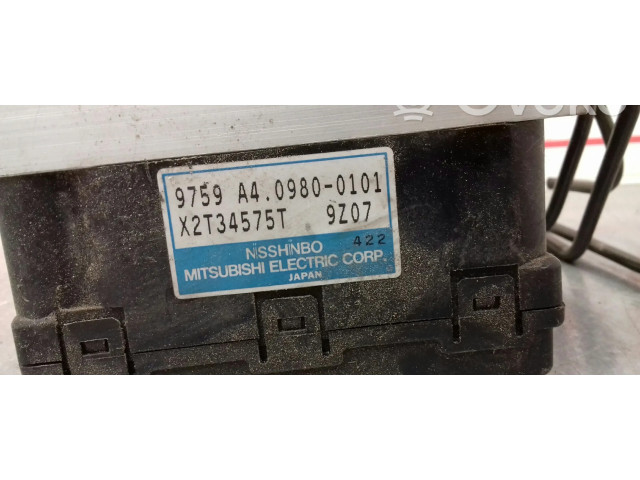 9759 A4.0980-0101
X2T34575T 9Z07
422
NISSHINBO
MITSUBISHI ELECTRIC CORP.
JAPAN